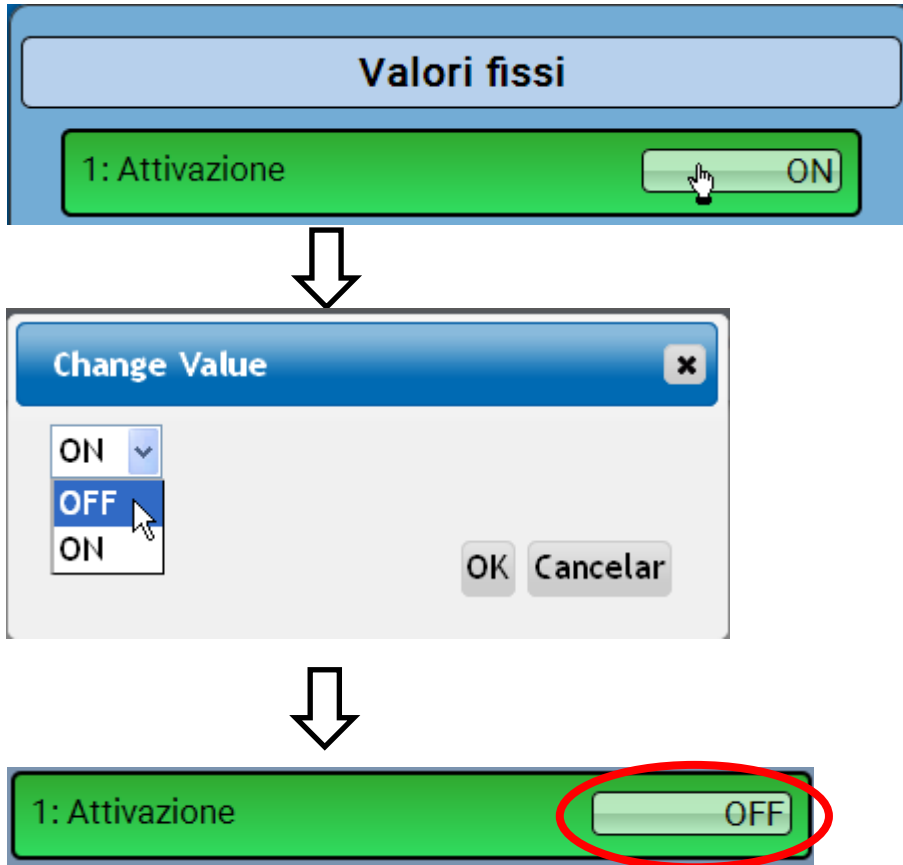 Valori fissi
1: Attivazione ON
Change Value
ON
OFF
ON
OK Cancelar
1: Attivazione OFF